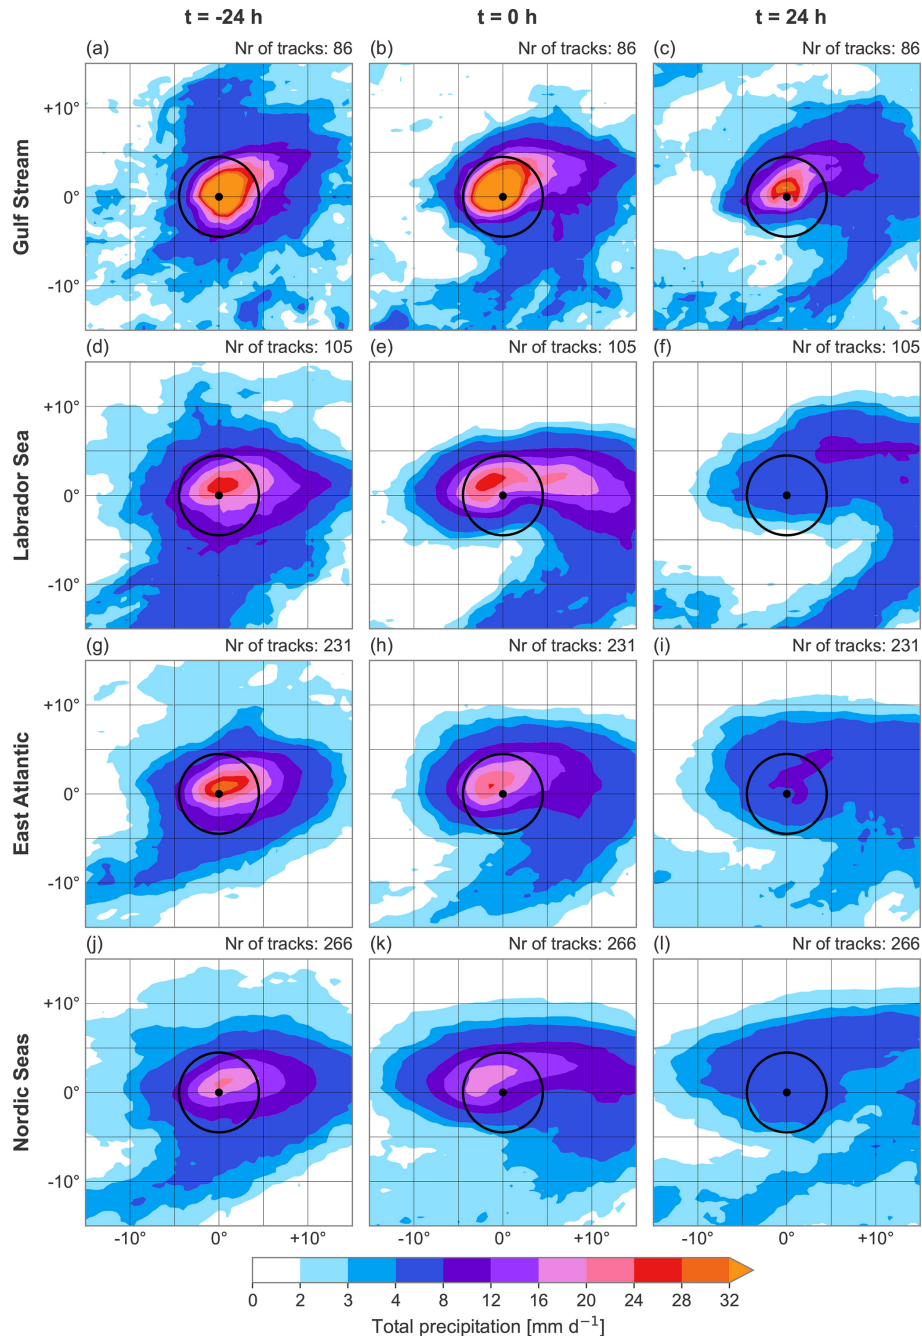 t = -24 h t = 0 h t = 24 h
(a) Nr of tracks: 86 (b) Nr of tracks: 86 (c) Nr of tracks: 86
Gulf Stream
+10°
0°
-10°
(d) Nr of tracks: 105 (e) Nr of tracks: 105 (f) Nr of tracks: 105
Labrador Sea
+10°
0°
-10°
(g) Nr of tracks: 231 (h) Nr of tracks: 231 (i) Nr of tracks: 231
East Atlantic
+10°
0°
-10°
(j) Nr of tracks: 266 (k) Nr of tracks: 266 (l) Nr of tracks: 266
Nordic Seas
+10°
0°
-10°
-10° 0° +10° -10° 0° +10° -10° 0° +10°
0 2 3 4 8 12 16 20 24 28 32
Total precipitation [mm d⁻¹]